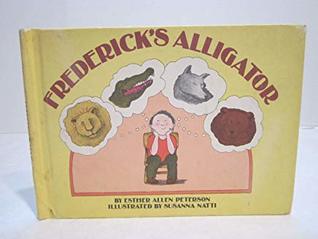 FREDERICK'S ALLIGATOR
BY ESTHER ALLEN PETERSON
ILLUSTRATED BY SUSANNA NATTI